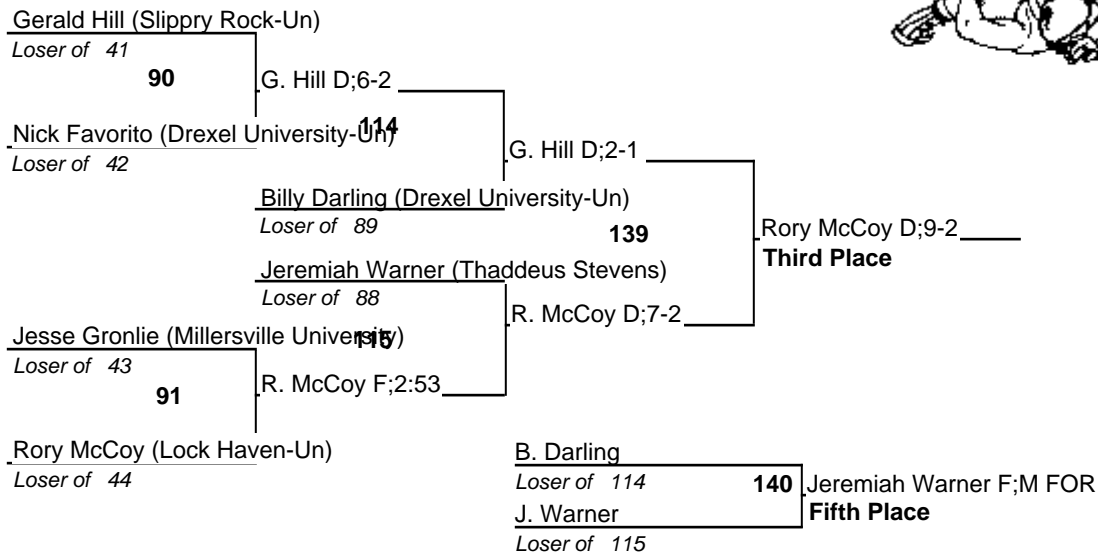 Gerald Hill (Slippry Rock-Un)
Loser of 41
90
G. Hill D;6-2
Nick Favorito (Drexel University-Un)
Loser of 42
114
G. Hill D;2-1
Billy Darling (Drexel University-Un)
Loser of 89
139
Rory McCoy D;9-2
Third Place
Jeremiah Warner (Thaddeus Stevens)
Loser of 88
R. McCoy D;7-2
Jesse Gronlie (Millersville University)
Loser of 43
115
91
R. McCoy F;2:53
Rory McCoy (Lock Haven-Un)
Loser of 44
B. Darling
Loser of 114
140
Jeremiah Warner F;M FOR
Fifth Place
J. Warner
Loser of 115